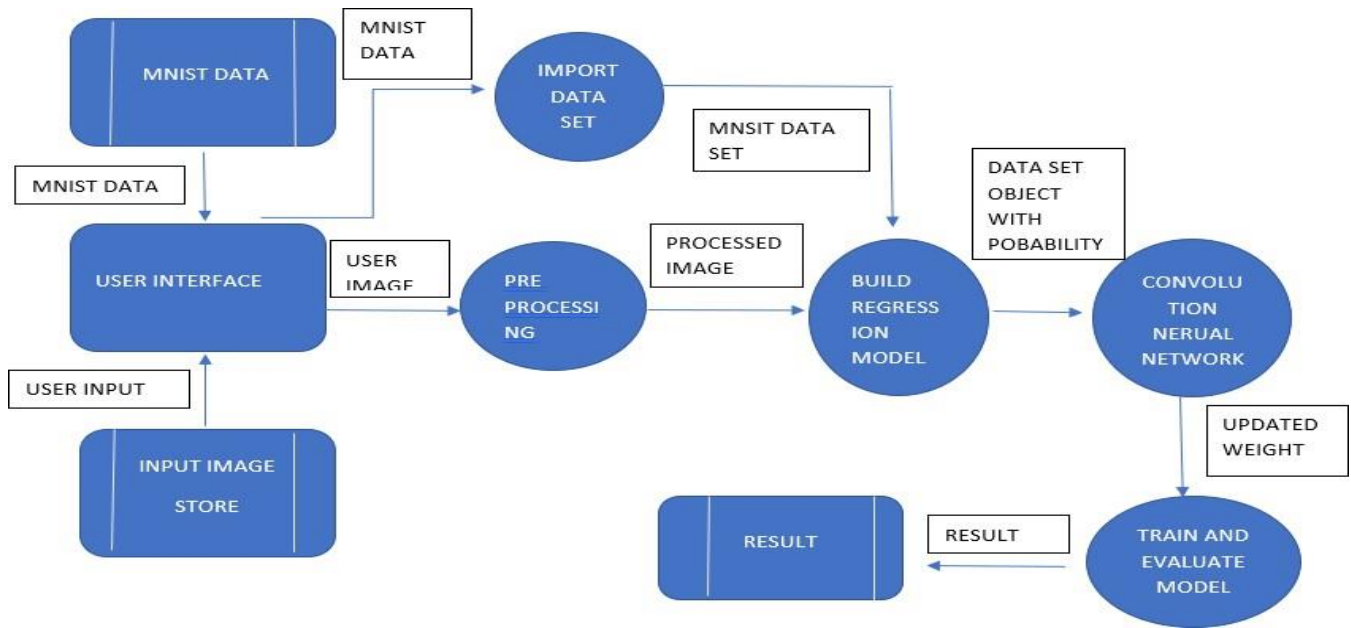 MNIST DATA
MNIST
DATA
IMPORT
DATA
SET
MNSIT DATA
SET
MNIST DATA
DATA SET
OBJECT
WITH
POBABILITY
USER INTERFACE
USER
IMAGE
PRE
PROCESSI
NG
PROCESSED
IMAGE
BUILD
REGRESS
ION
MODEL
CONVOLU
TION
NERUAL
NETWORK
USER INPUT
UPDATED
WEIGHT
INPUT IMAGE
STORE
RESULT
RESULT
TRAIN AND
EVALUATE
MODEL